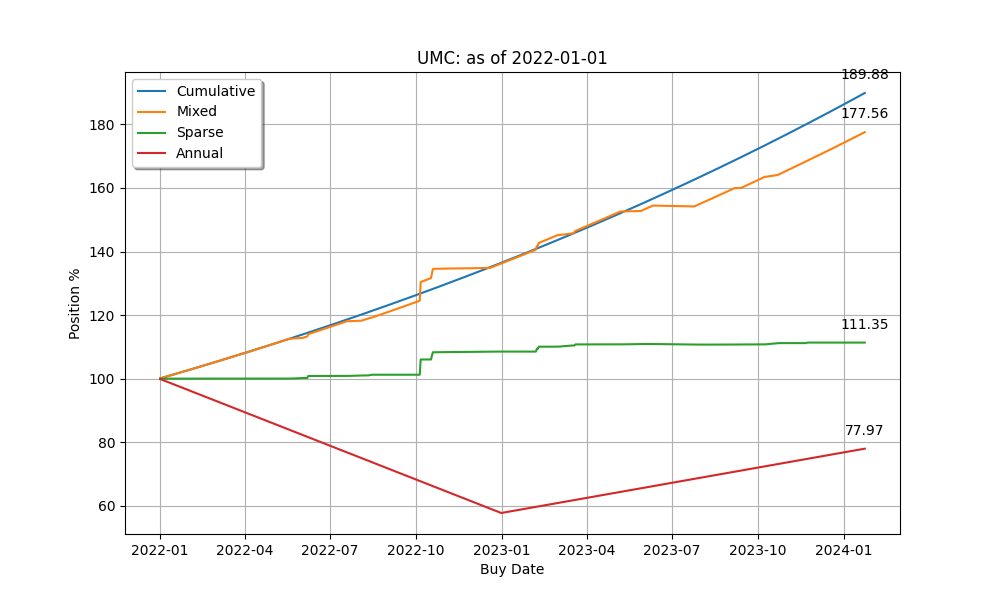 UMC: as of 2022-01-01
Cumulative
Mixed
Sparse
Annual
189.88
177.56
111.35
77.97
Position %
180
160
140
120
100
80
60
2022-01 2022-04 2022-07 2022-10 2023-01 2023-04 2023-07 2023-10 2024-01
Buy Date